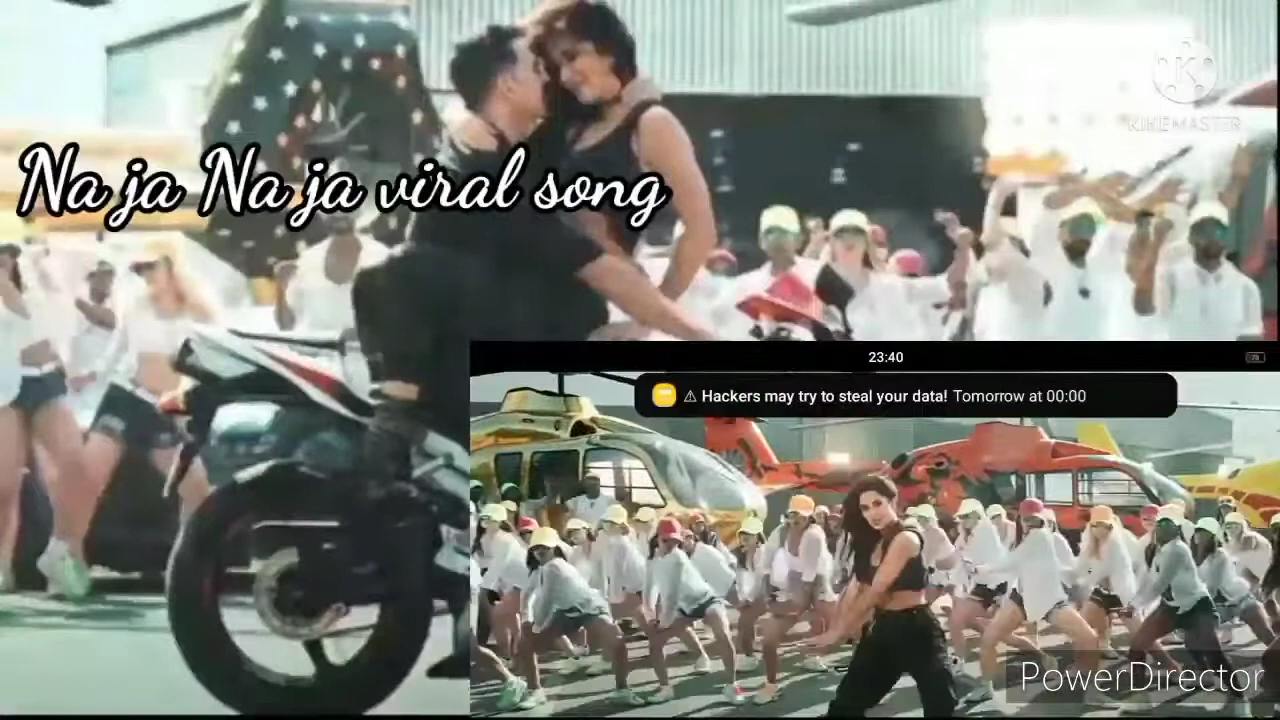 KINEMASTER
Na ja Na ja viral song
23:40
⚠ Hackers may try to steal your data! Tomorrow at 00:00
PowerDirector